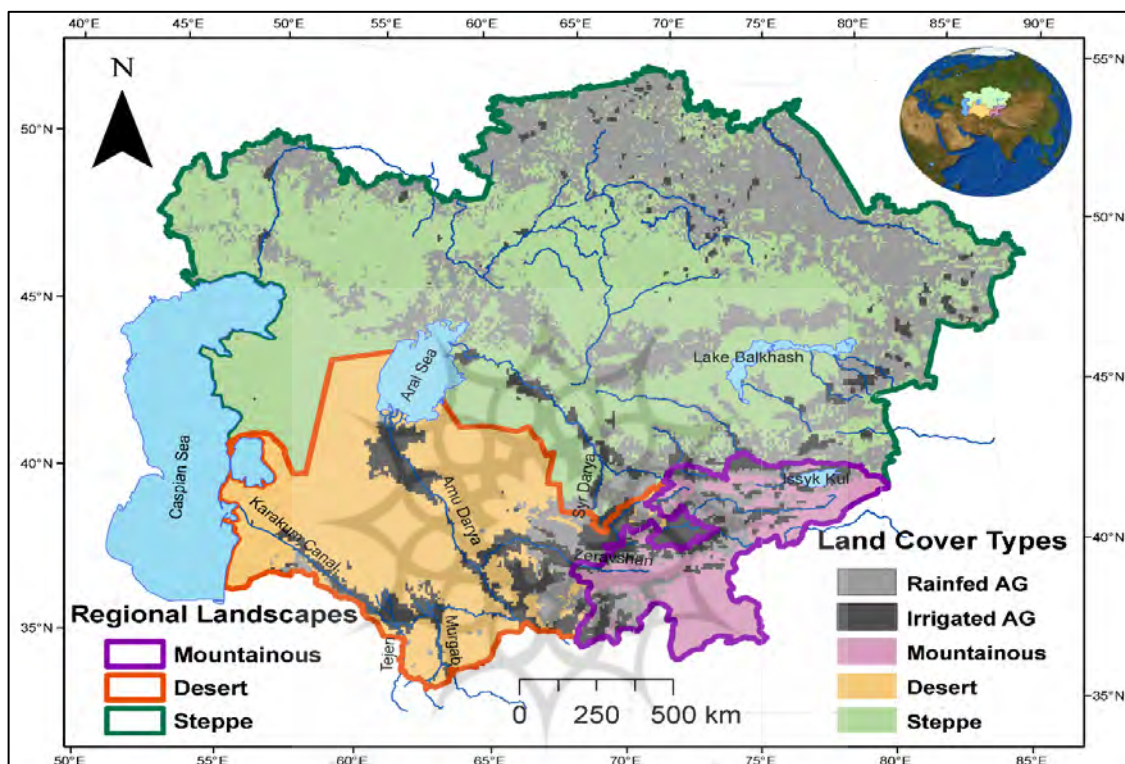 40°E 45°E 50°E 55°E 60°E 65°E 70°E 75°E 80°E 85°E 90°E
N
55°N
50°N
50°N
45°N
45°N
40°N
40°N
35°N
35°N
Aral Sea
Lake Balkhash
Caspian Sea
Syr Darya
Issyk Kul
Amu Darya
Karakum Canal
Zeravshan
Tejen
Murgab
Regional Landscapes
Mountainous
Desert
Steppe
0 250 500 km
Land Cover Types
Rainfed AG
Irrigated AG
Mountainous
Desert
Steppe
50°E 55°E 60°E 65°E 70°E 75°E 80°E 85°E